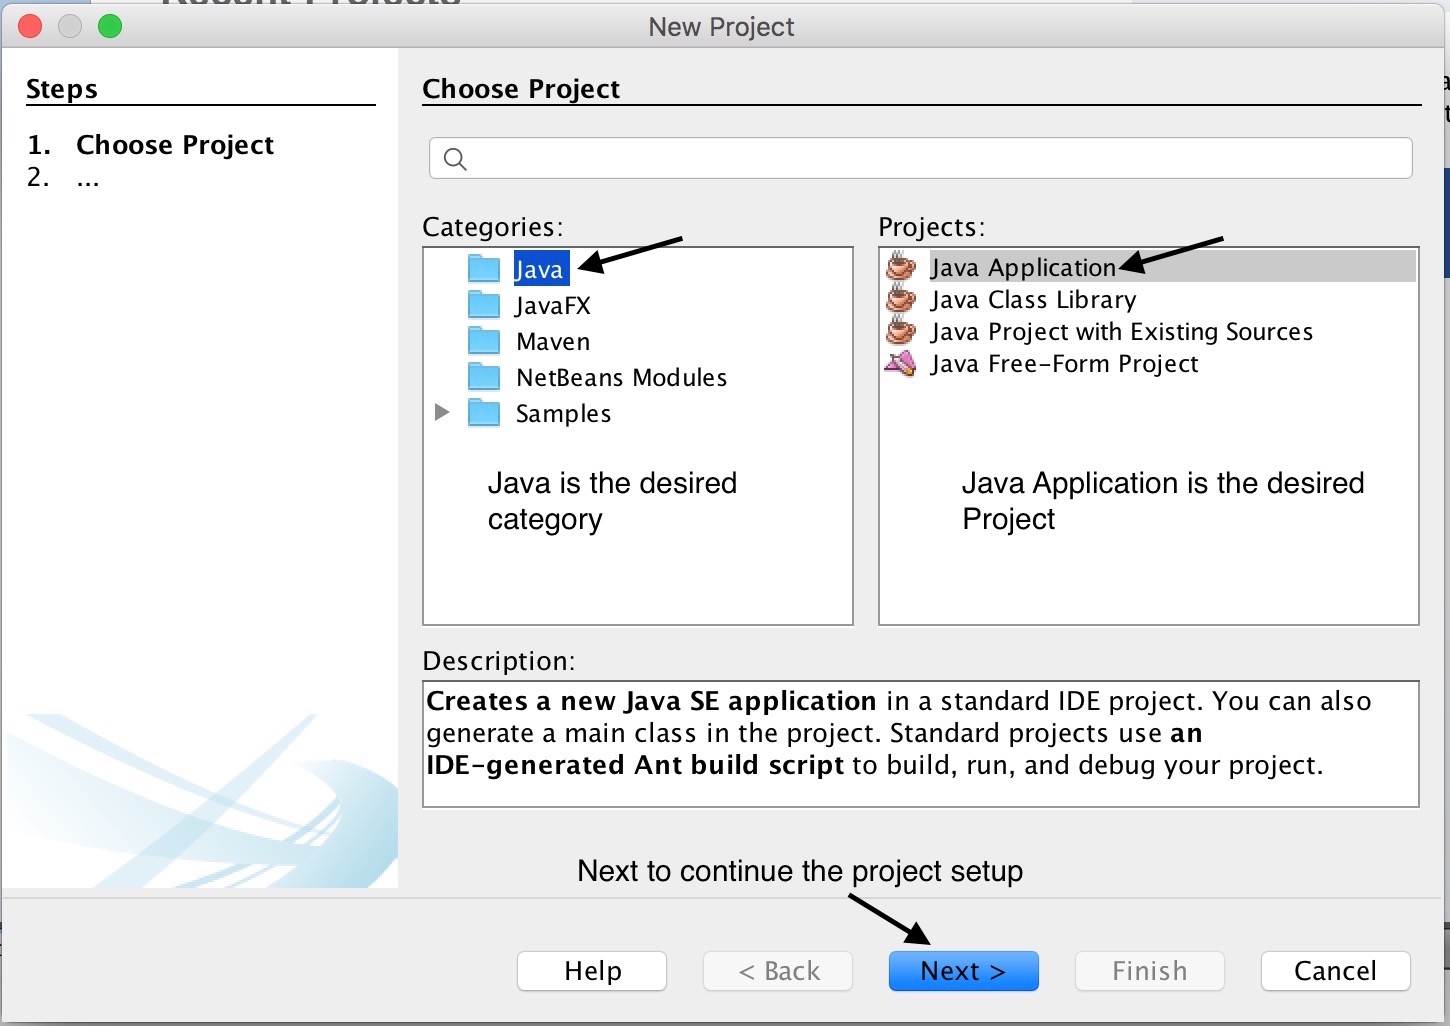 Recent Projects
New Project
Steps
1. Choose Project
2. ...
Choose Project
Categories:
Java
JavaFX
Maven
NetBeans Modules
Samples
Java is the desired
category
Projects:
Java Application
Java Class Library
Java Project with Existing Sources
Java Free-Form Project
Java Application is the desired
Project
Description:
Creates a new Java SE application in a standard IDE project. You can also
generate a main class in the project. Standard projects use an
IDE-generated Ant build script to build, run, and debug your project.
Next to continue the project setup
Help
< Back
Next >
Finish
Cancel